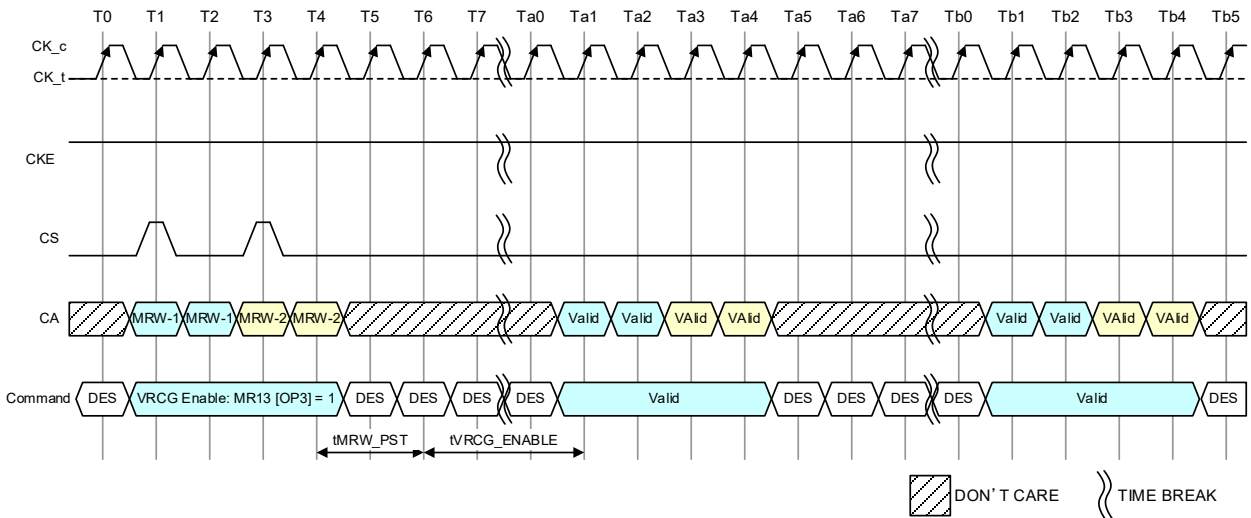 T0 T1 T2 T3 T4 T5 T6 T7 Ta0 Ta1 Ta2 Ta3 Ta4 Ta5 Ta6 Ta7 Tb0 Tb1 Tb2 Tb3 Tb4 Tb5
CK_c
CK_t
CKE
CS
CA MRW-1 MRW-1 MRW-2 MRW-2 Valid Valid VAlid VAlid Valid Valid VAlid VAlid
Command DES VRCG Enable: MR13 [OP3] = 1 DES DES DES DES Valid DES DES DES DES Valid DES
tMRW_PST tVRCG_ENABLE
DON'T CARE TIME BREAK